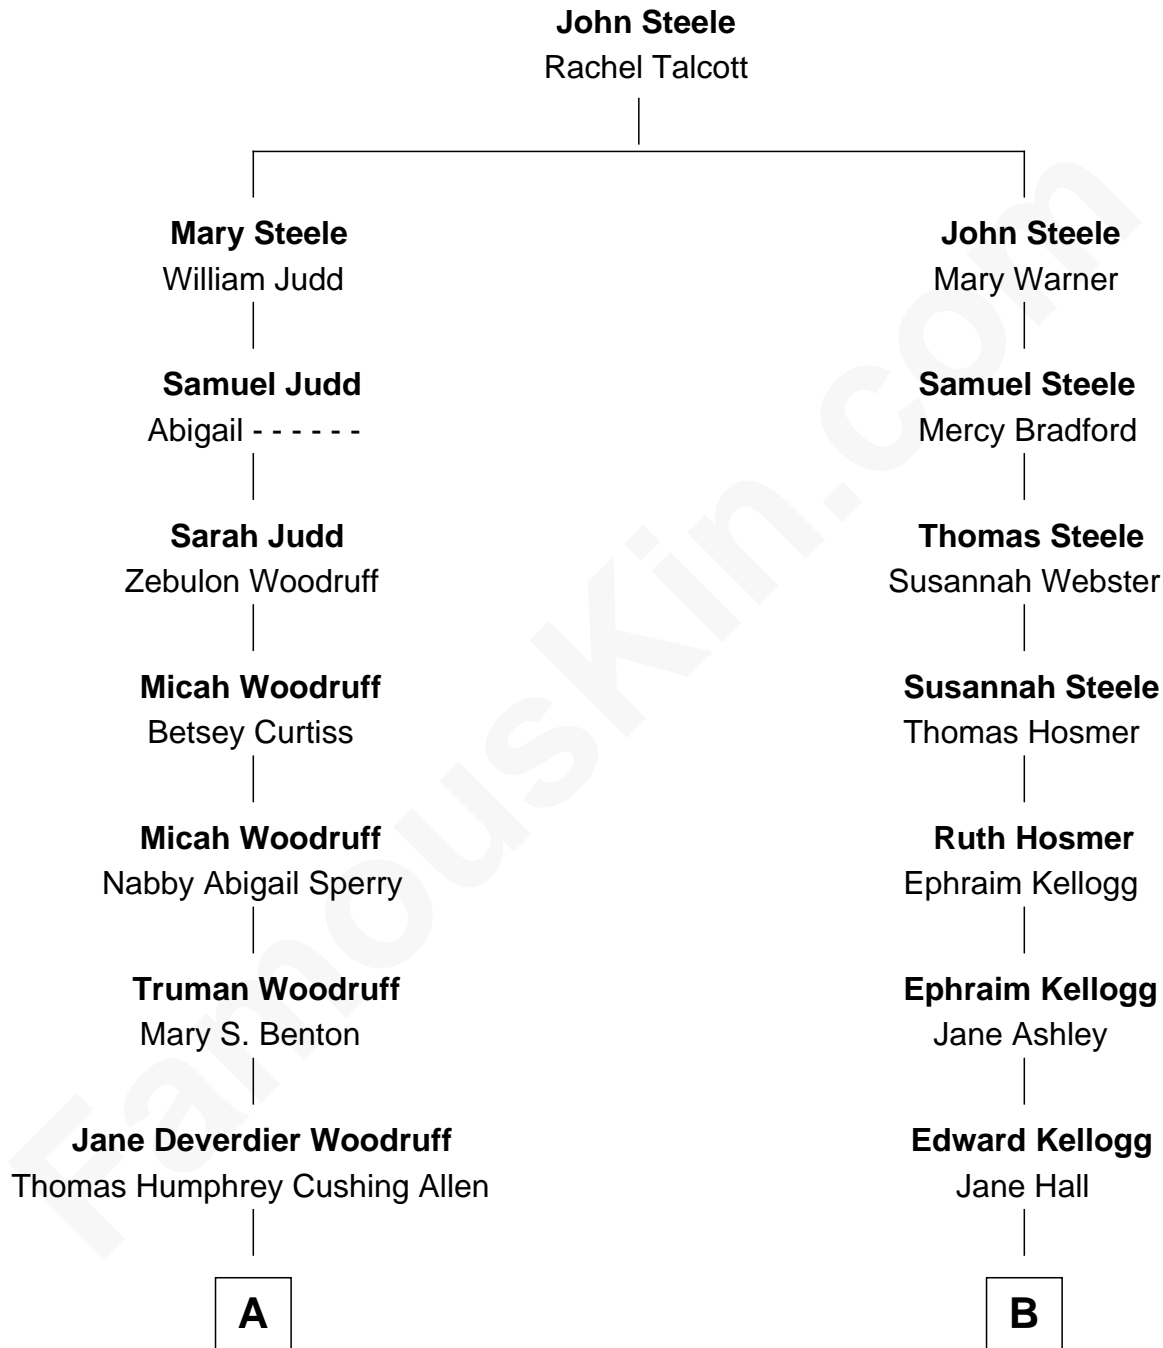 John Steele
Rachel Talcott
Mary Steele
William Judd
John Steele
Mary Warner
Samuel Judd
Abigail - - - - - -
Samuel Steele
Mercy Bradford
Sarah Judd
Zebulon Woodruff
Thomas Steele
Susannah Webster
Micah Woodruff
Betsey Curtiss
Susannah Steele
Thomas Hosmer
Micah Woodruff
Nabby Abigail Sperry
Ruth Hosmer
Ephraim Kellogg
Truman Woodruff
Mary S. Benton
Ephraim Kellogg
Jane Ashley
Jane Deverdier Woodruff
Thomas Humphrey Cushing Allen
Edward Kellogg
Jane Hall
A
B
FamousKin.com